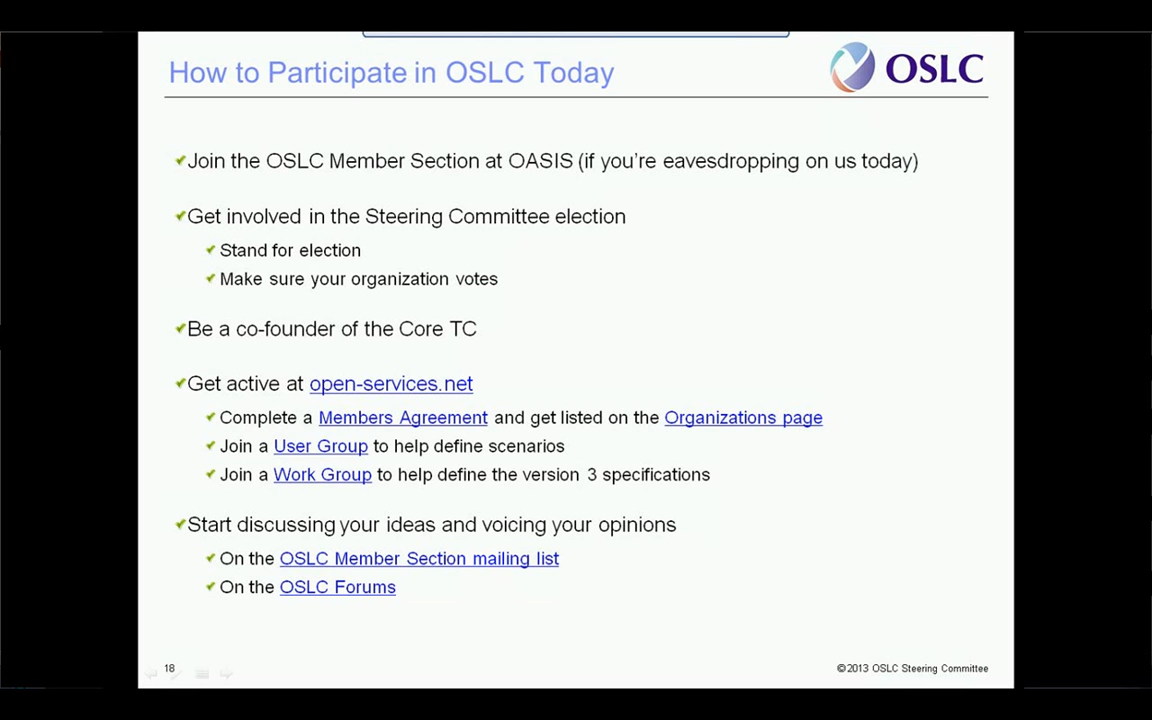 How to Participate in OSLC Today
OSLC
Join the OSLC Member Section at OASIS (if you're eavesdropping on us today)
Get involved in the Steering Committee election
Stand for election
Make sure your organization votes
Be a co-founder of the Core TC
Get active at open-services.net
Complete a Members Agreement and get listed on the Organizations page
Join a User Group to help define scenarios
Join a Work Group to help define the version 3 specifications
Start discussing your ideas and voicing your opinions
On the OSLC Member Section mailing list
On the OSLC Forums
18
©2013 OSLC Steering Committee